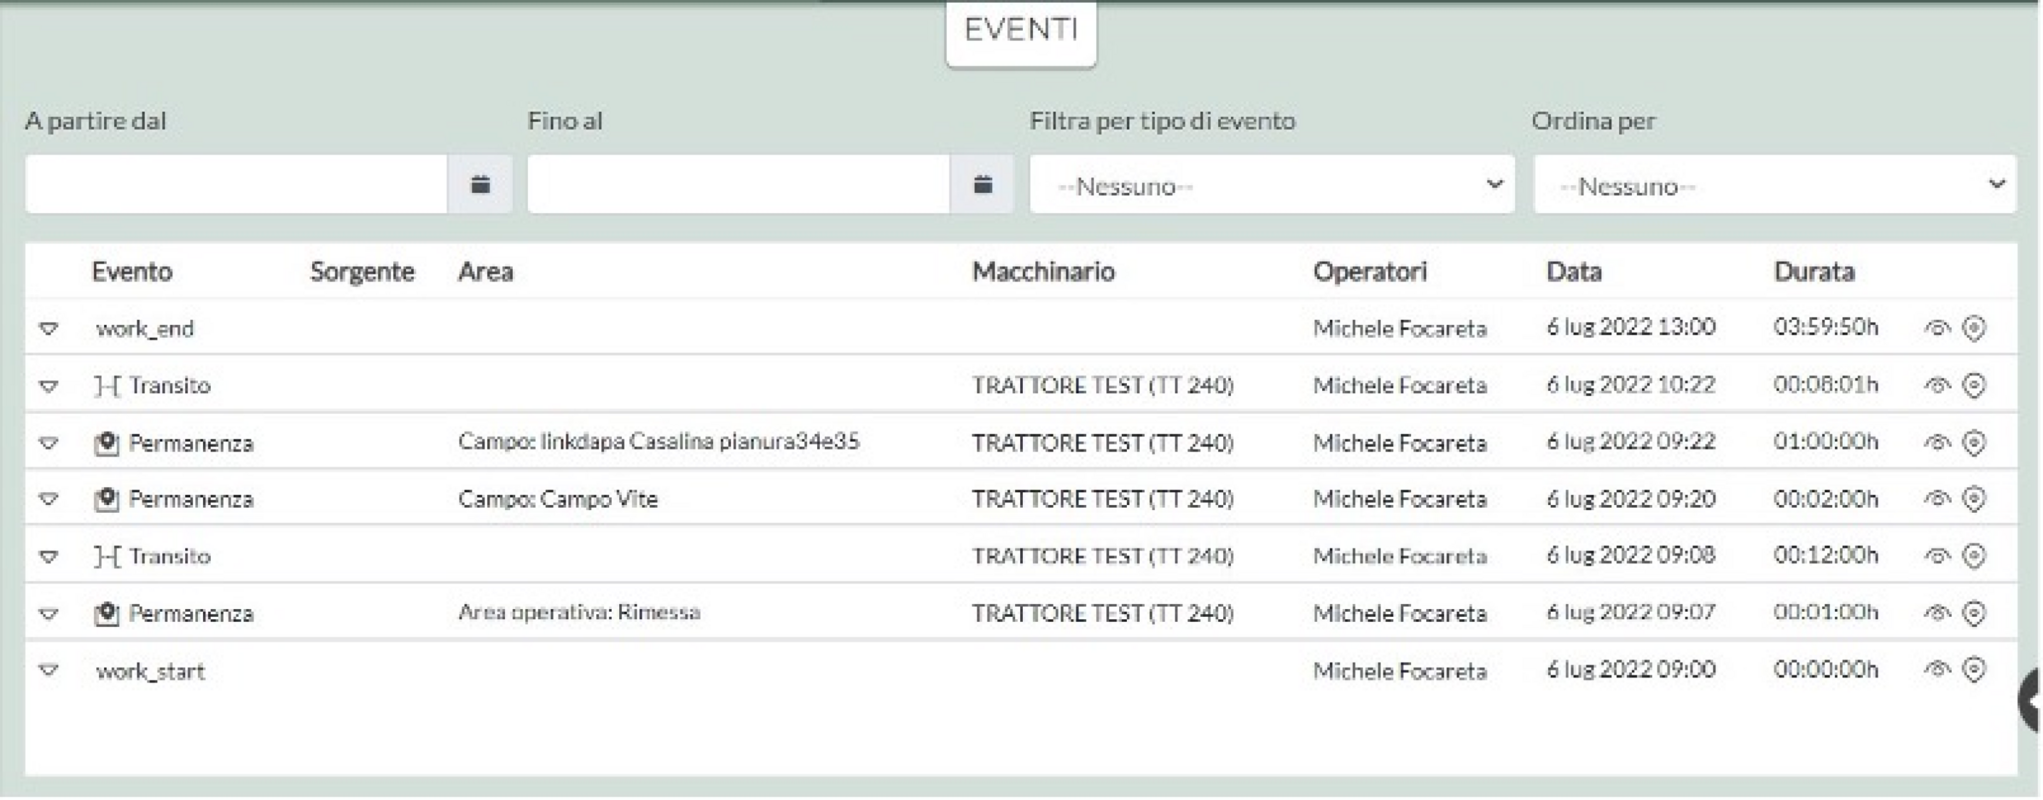 EVENTI
A partire dal Fino al Filtra per tipo di evento Ordina per
--Nessuno-- --Nessuno--
Evento Sorgente Area Macchinario Operatori Data Durata
work_end Michele Focareta 6 lug 2022 13:00 03:59:50h
Transito TRATTORE TEST (TT 240) Michele Focareta 6 lug 2022 10:22 00:08:01h
Permanenza Campo: linkdapa Casalina pianura34e35 TRATTORE TEST (TT 240) Michele Focareta 6 lug 2022 09:22 01:00:00h
Permanenza Campo: Campo Vite TRATTORE TEST (TT 240) Michele Focareta 6 lug 2022 09:20 00:02:00h
Transito TRATTORE TEST (TT 240) Michele Focareta 6 lug 2022 09:08 00:12:00h
Permanenza Area operativa: Rimessa TRATTORE TEST (TT 240) Michele Focareta 6 lug 2022 09:07 00:01:00h
work_start Michele Focareta 6 lug 2022 09:00 00:00:00h